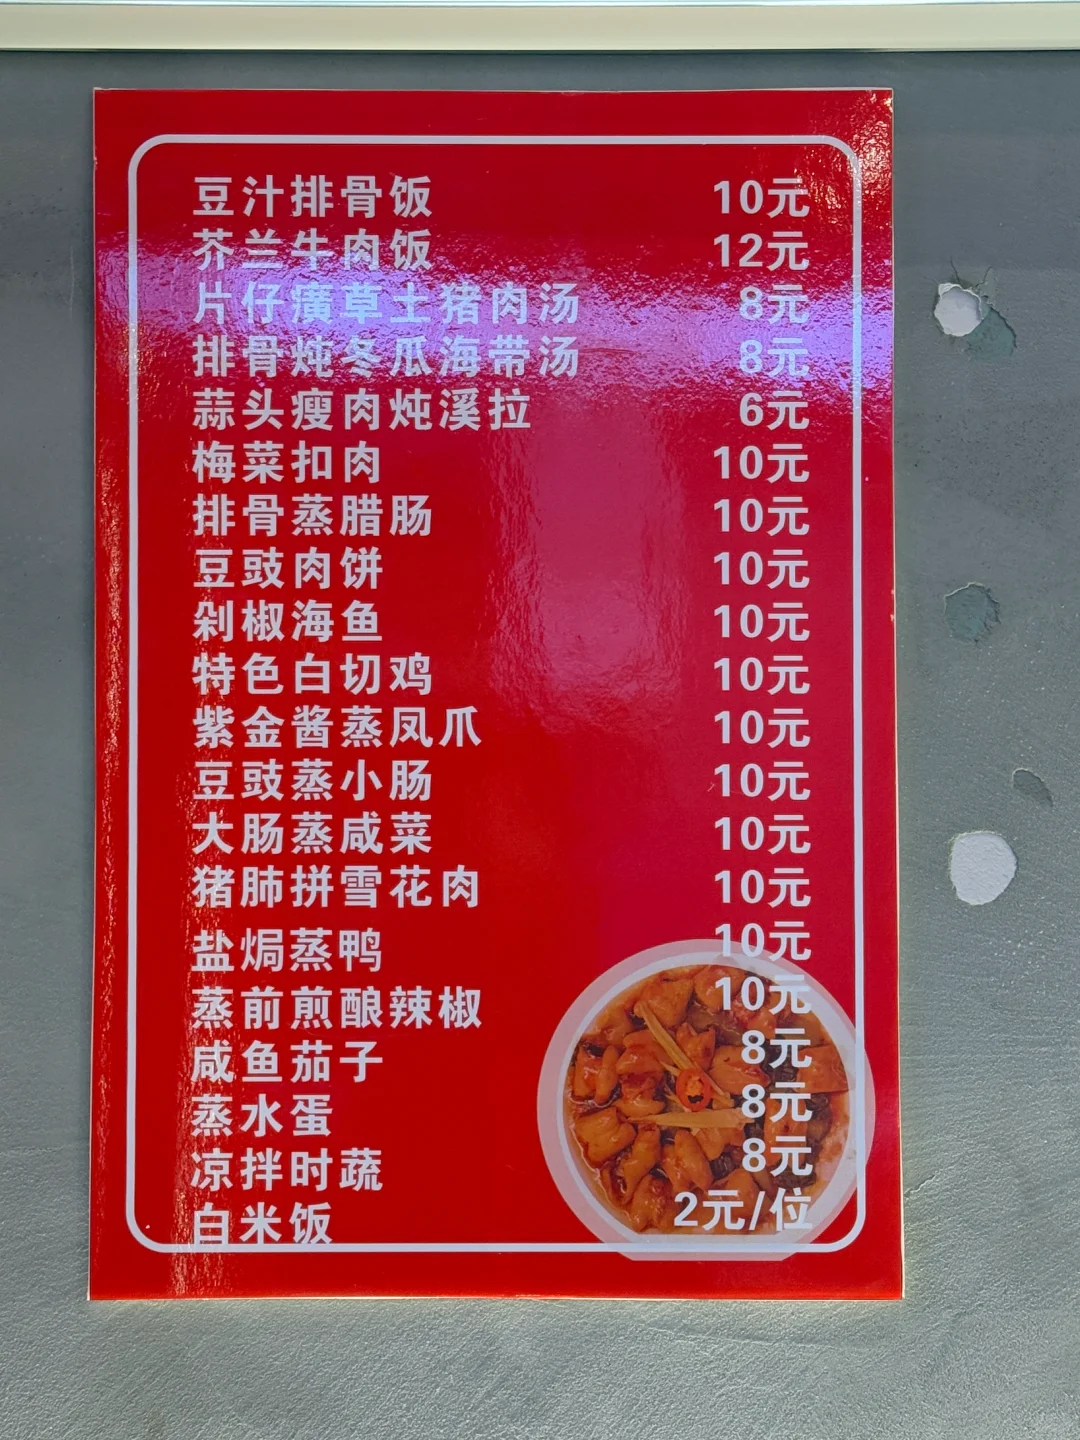 豆汁排骨饭 10元
芥兰牛肉饭 12元
片仔癀草土猪肉汤 8元
排骨炖冬瓜海带汤 8元
蒜头瘦肉炖溪拉 6元
梅菜扣肉 10元
排骨蒸腊肠 10元
豆豉肉饼 10元
剁椒海鱼 10元
特色白切鸡 10元
紫金酱蒸凤爪 10元
豆豉蒸小肠 10元
大肠蒸咸菜 10元
猪肺拼雪花肉 10元
盐焗蒸鸭 10元
蒸前煎酿辣椒 10元
咸鱼茄子 8元
蒸水蛋 8元
凉拌时蔬 8元
白米饭 2元/位